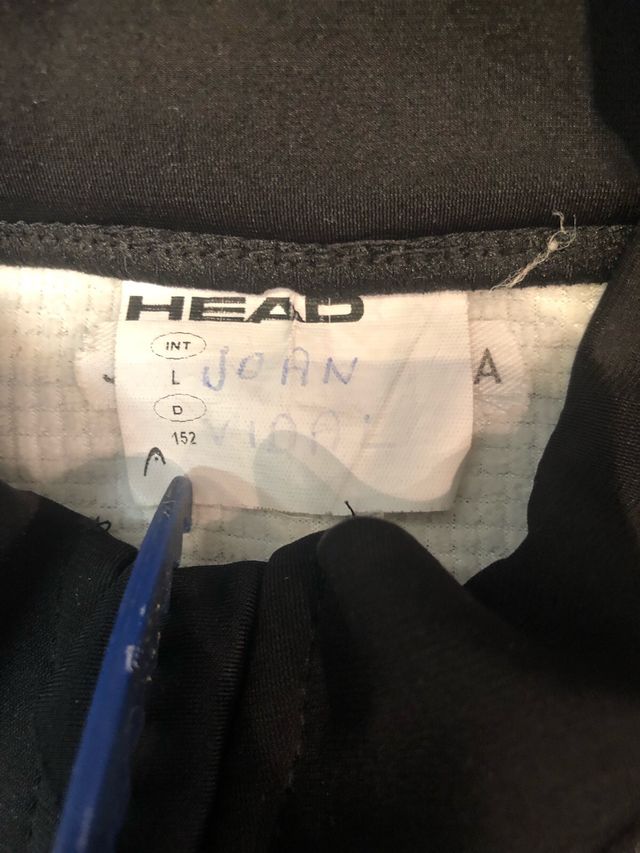 HEAD
INT
L JOAN
D
152 VIDAL
A